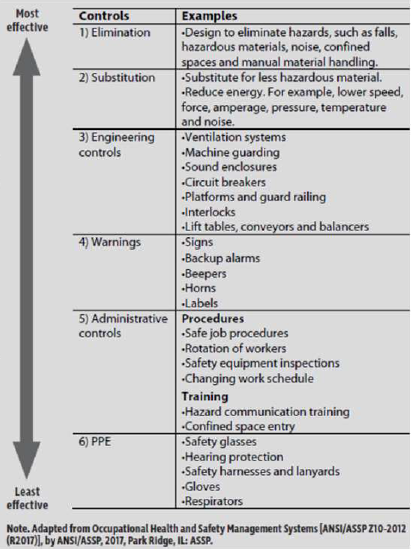 Most
effective
Controls Examples
1) Elimination •Design to eliminate hazards, such as falls,
hazardous materials, noise, confined
spaces and manual material handling.
2) Substitution •Substitute for less hazardous material.
•Reduce energy. For example, lower speed,
force, amperage, pressure, temperature
and noise.
3) Engineering •Ventilation systems
controls •Machine guarding
•Sound enclosures
•Circuit breakers
•Platforms and guard railing
•Interlocks
•Lift tables, conveyors and balancers
4) Warnings •Signs
•Backup alarms
•Beepers
•Horns
•Labels
5) Administrative Procedures
controls •Safe job procedures
•Rotation of workers
•Safety equipment inspections
•Changing work schedule
Training
•Hazard communication training
•Confined space entry
6) PPE •Safety glasses
•Hearing protection
•Safety harnesses and lanyards
•Gloves
•Respirators
Least
effective
Note. Adapted from Occupational Health and Safety Management Systems [ANSI/ASSP Z10-2012
(R2017)], by ANSI/ASSP, 2017, Park Ridge, IL: ASSP.